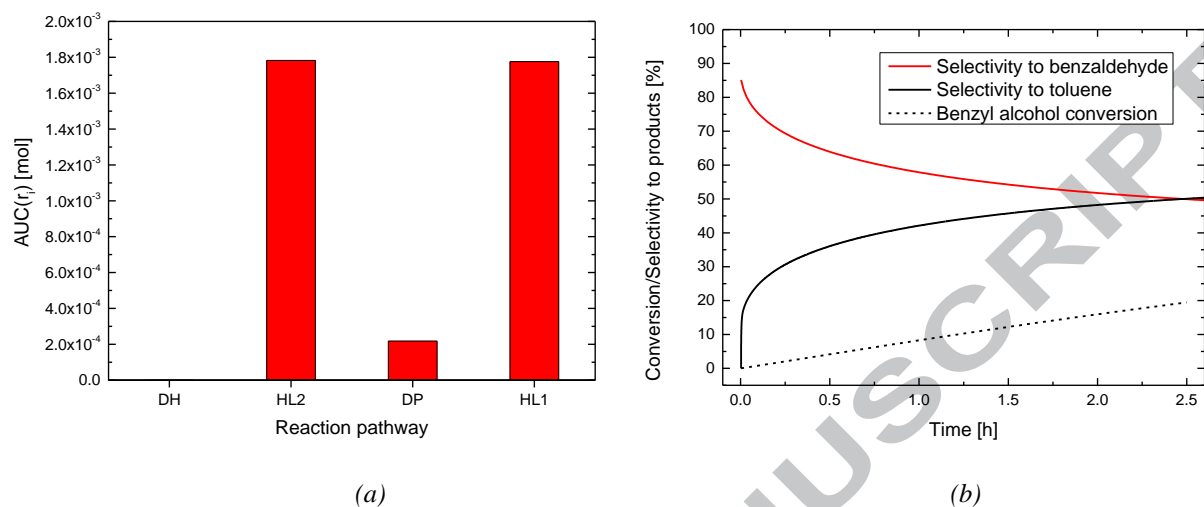 2.0x10-3
1.8x10-3
1.6x10-3
1.4x10-3
1.2x10-3
1.0x10-3
8.0x10-4
6.0x10-4
4.0x10-4
2.0x10-4
0.0
AUC(ri) [mol]
DH HL2 DP HL1
Reaction pathway
(a)
100
90
80
70
60
50
40
30
20
10
0
Conversion/Selectivity to products [%]
Selectivity to benzaldehyde
Selectivity to toluene
Benzyl alcohol conversion
0.0 0.5 1.0 1.5 2.0 2.5
Time [h]
(b)
USCRIPT